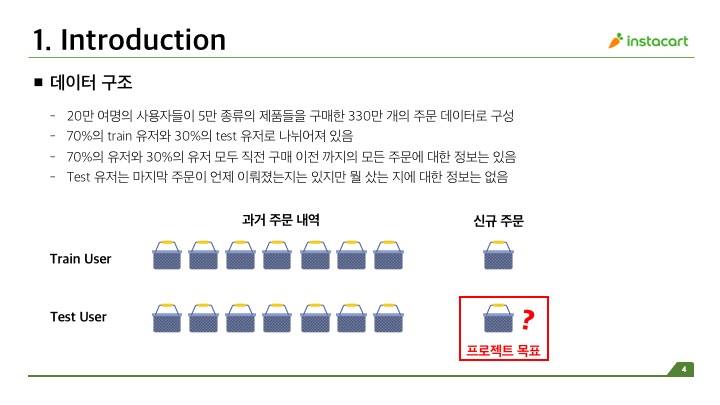 1. Introduction
instacart
■ 데이터 구조
- 20만 여명의 사용자들이 5만 종류의 제품들을 구매한 330만 개의 주문 데이터로 구성
- 70%의 train 유저와 30%의 test 유저로 나뉘어져 있음
- 70%의 유저와 30%의 유저 모두 직전 구매 이전 까지의 모든 주문에 대한 정보는 있음
- Test 유저는 마지막 주문이 언제 이뤄졌는지는 있지만 뭘 샀는 지에 대한 정보는 없음
과거 주문 내역 신규 주문
Train User
Test User ?
프로젝트 목표
4